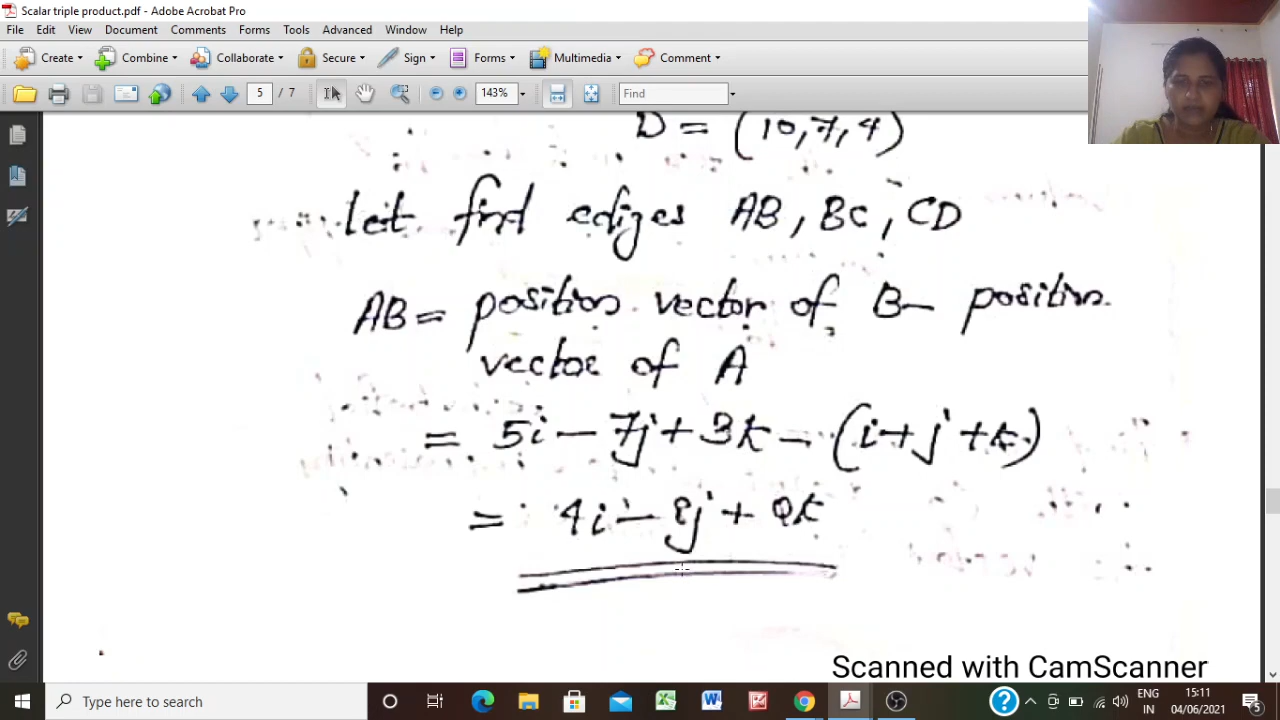 Scalar triple product.pdf - Adobe Acrobat Pro
File Edit View Document Comments Forms Tools Advanced Window Help
Create Combine Collaborate Secure Sign Forms Multimedia Comment
5 / 7 143% Find
D = (10,7,4)
Let find edges AB, BC, CD
AB = position vector of B - position
vector of A
= 5i - 7j + 3k - (i + j + k)
= 4i - 8j + 2k
Scanned with CamScanner
Type here to search
ENG 15:11
IN 04/06/2021 5